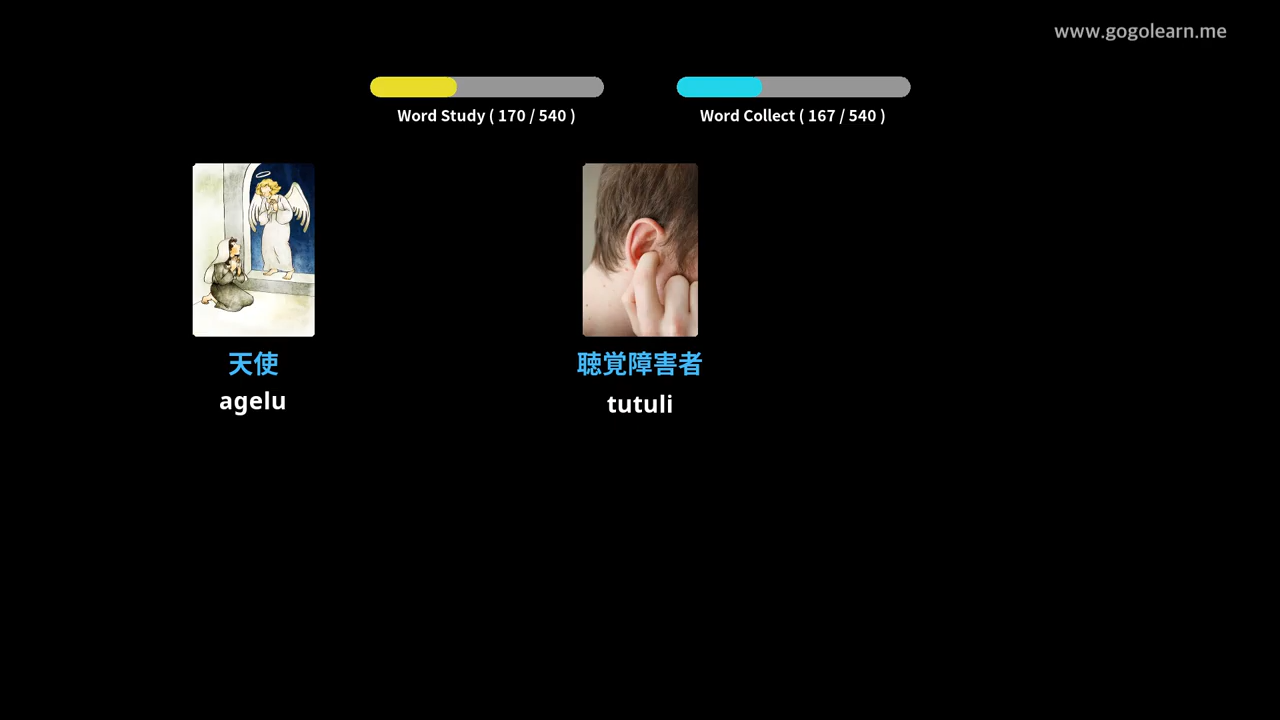 www.gogolearn.me
Word Study ( 170 / 540 )
Word Collect ( 167 / 540 )
天使
agelu
聴覚障害者
tutuli